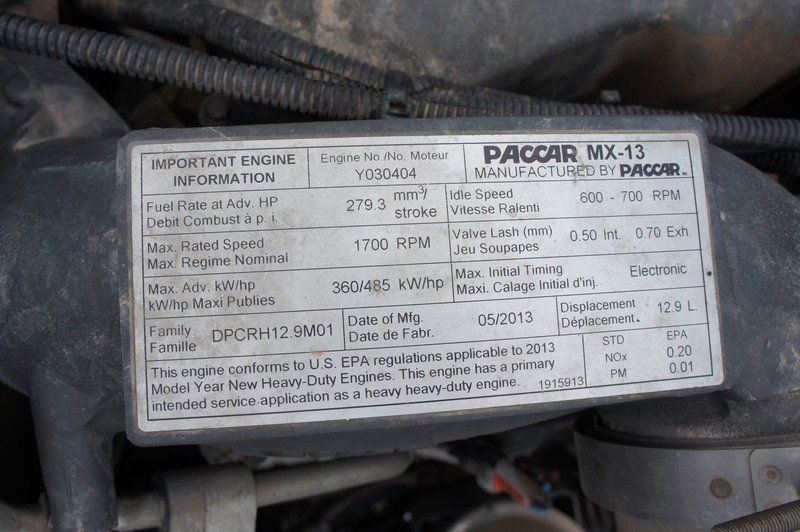 IMPORTANT ENGINE
INFORMATION
Engine No./No. Moteur
Y030404
PACCAR MX-13
MANUFACTURED BY PACCAR
Fuel Rate at Adv. HP
Debit Combust à p. i.
279.3 mm3/
stroke
Idle Speed
Vitesse Ralenti
600 - 700 RPM
Max. Rated Speed
Max. Regime Nominal
1700 RPM
Valve Lash (mm)
Jeu Soupapes
0.50 Int. 0.70 Exh.
Max. Adv. kW/hp
kW/hp Maxi Publies
360/485 kW/hp
Max. Initial Timing
Maxi. Calage Initial d'inj.
Electronic
Family
Famille
DPCRH12.9M01
Date of Mfg.
Date de Fabr.
05/2013
Displacement
Déplacement.
12.9 L.
This engine conforms to U.S. EPA regulations applicable to 2013
Model Year New Heavy-Duty Engines. This engine has a primary
intended service application as a heavy heavy-duty engine. 1915913
STD EPA
NOx 0.20
PM 0.01